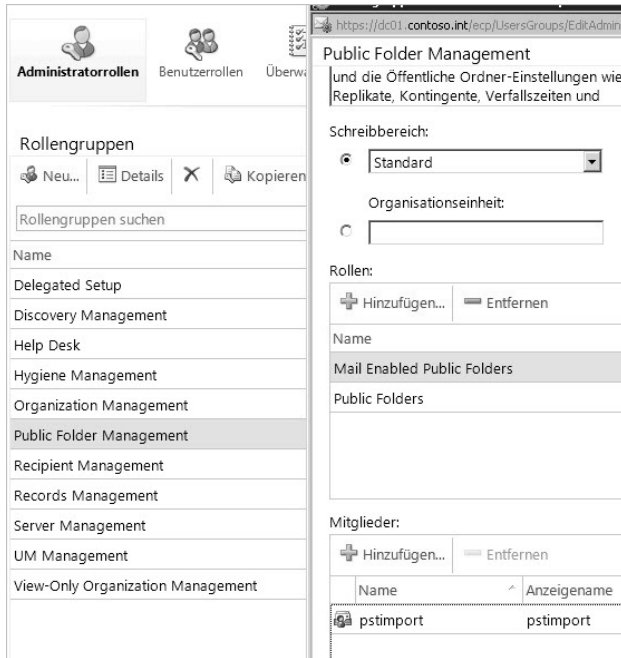 Administratorrollen
Benutzerrollen
Rollengruppen
Neu...
Details
Kopieren
Rollengruppen suchen
Name
Delegated Setup
Discovery Management
Help Desk
Hygiene Management
Organization Management
Public Folder Management
Recipient Management
Records Management
Server Management
UM Management
View-Only Organization Management
https://dc01.contoso.int/ecp/UsersGroups/EditAdmin
Public Folder Management
und die Öffentliche Ordner-Einstellungen wie
Replikate, Kontingente, Verfallszeiten und
Schreibbereich:
Standard
Organisationseinheit:
Rollen:
Hinzufügen...
Entfernen
Name
Mail Enabled Public Folders
Public Folders
Mitglieder:
Hinzufügen...
Entfernen
Name
Anzeigename
pstimport
pstimport